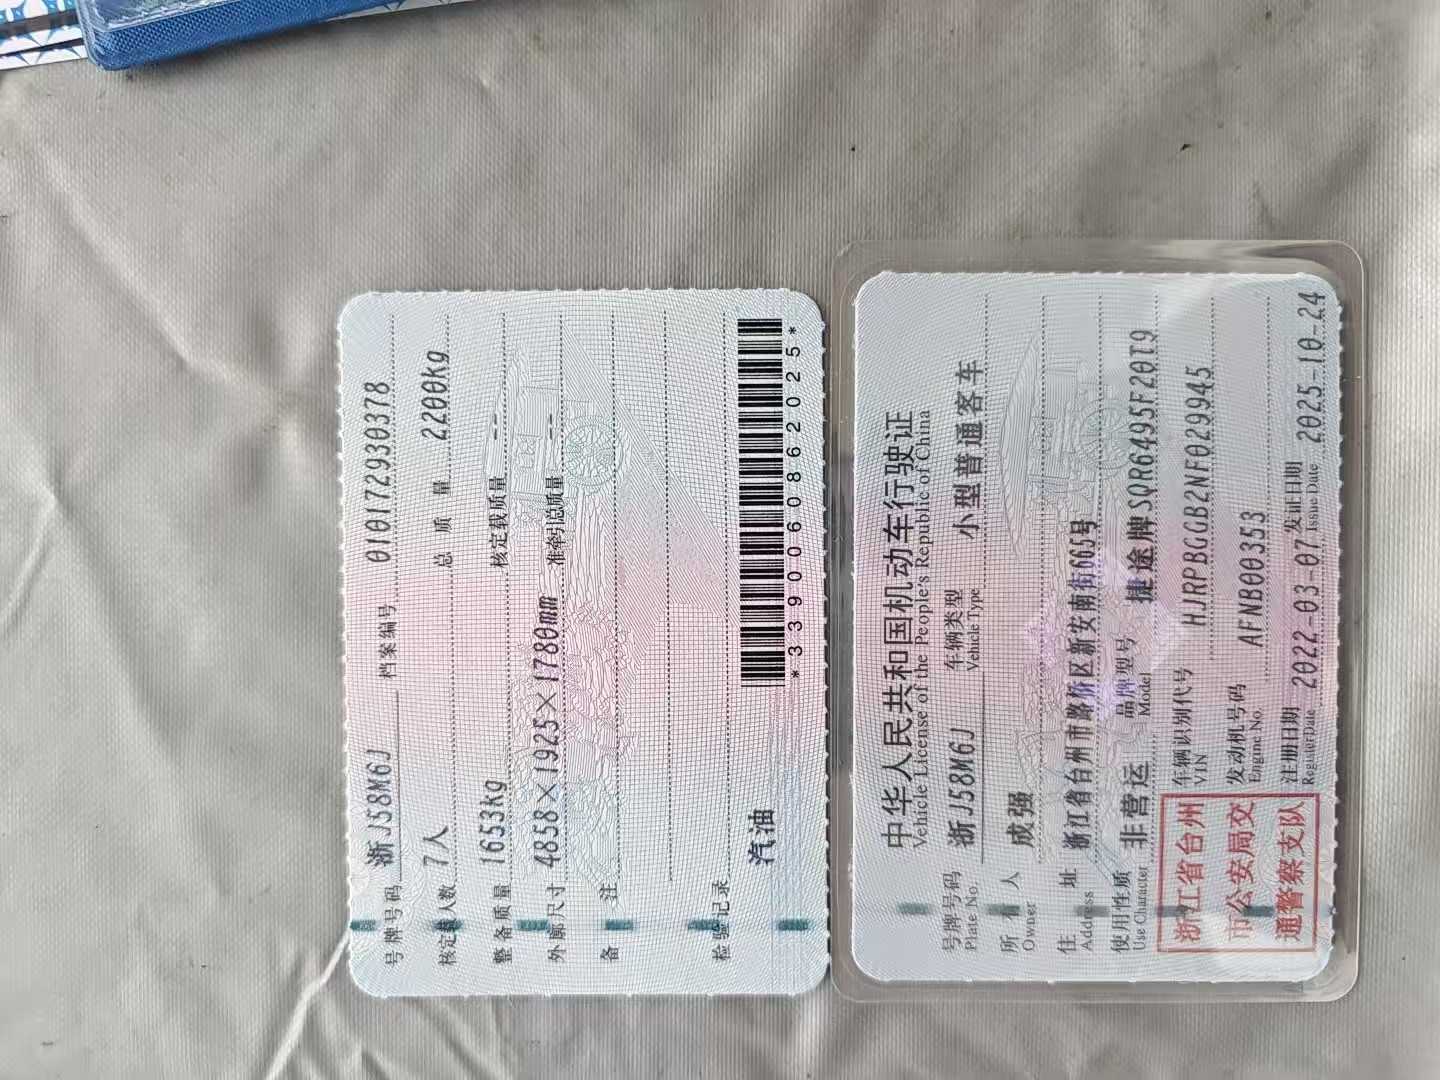 号牌号码 浙J58M6J 档案编号 010172930378
核定载人数 7人 总质量 2200kg
整备质量 1653kg 核定载质量 --
外廓尺寸 4858×1925×1780mm 准牵引总质量 --
备注
检验记录
汽油
*3390060862025*
中华人民共和国机动车行驶证
Vehicle License of the People's Republic of China
号牌号码 浙J58M6J 车辆类型 小型普通客车
Plate No. Vehicle Type
所有人 成强
Owner
住址 浙江省台州市路桥区新安南街665号
Address
使用性质 非营运 品牌型号 捷途牌SQR6495F20T9
Use Character Model
浙江省台州
市公安局交
通警察支队
车辆识别代号 HJRPBGGB2NF029945
VIN
发动机号码 AFNB00353
Engine No.
注册日期 2022-03-07 发证日期 2025-10-24
Register Date Issue Date